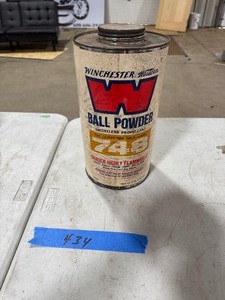 WINCHESTER-Western
W
BALL POWDER
SMOKELESS PROPELLANT
748
DANGER HIGHLY FLAMMABLE
434